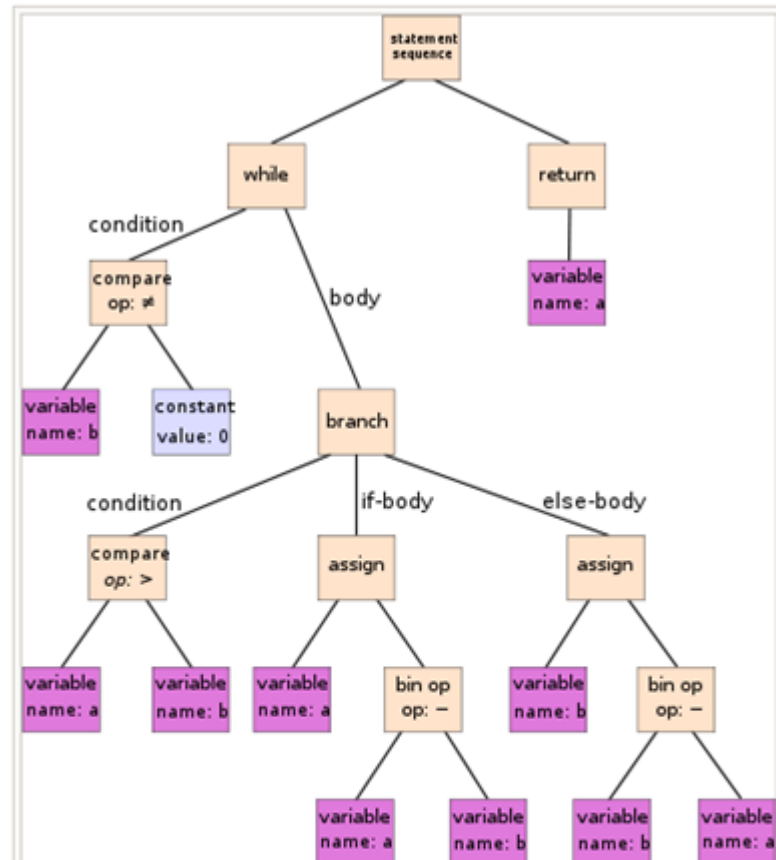 statement
sequence
while
return
condition
compare
op: ≠
body
variable
name: a
variable
name: b
constant
value: 0
branch
condition
if-body
else-body
compare
op: >
assign
assign
variable
name: a
variable
name: b
variable
name: a
bin op
op: −
variable
name: b
bin op
op: −
variable
name: a
variable
name: b
variable
name: b
variable
name: a